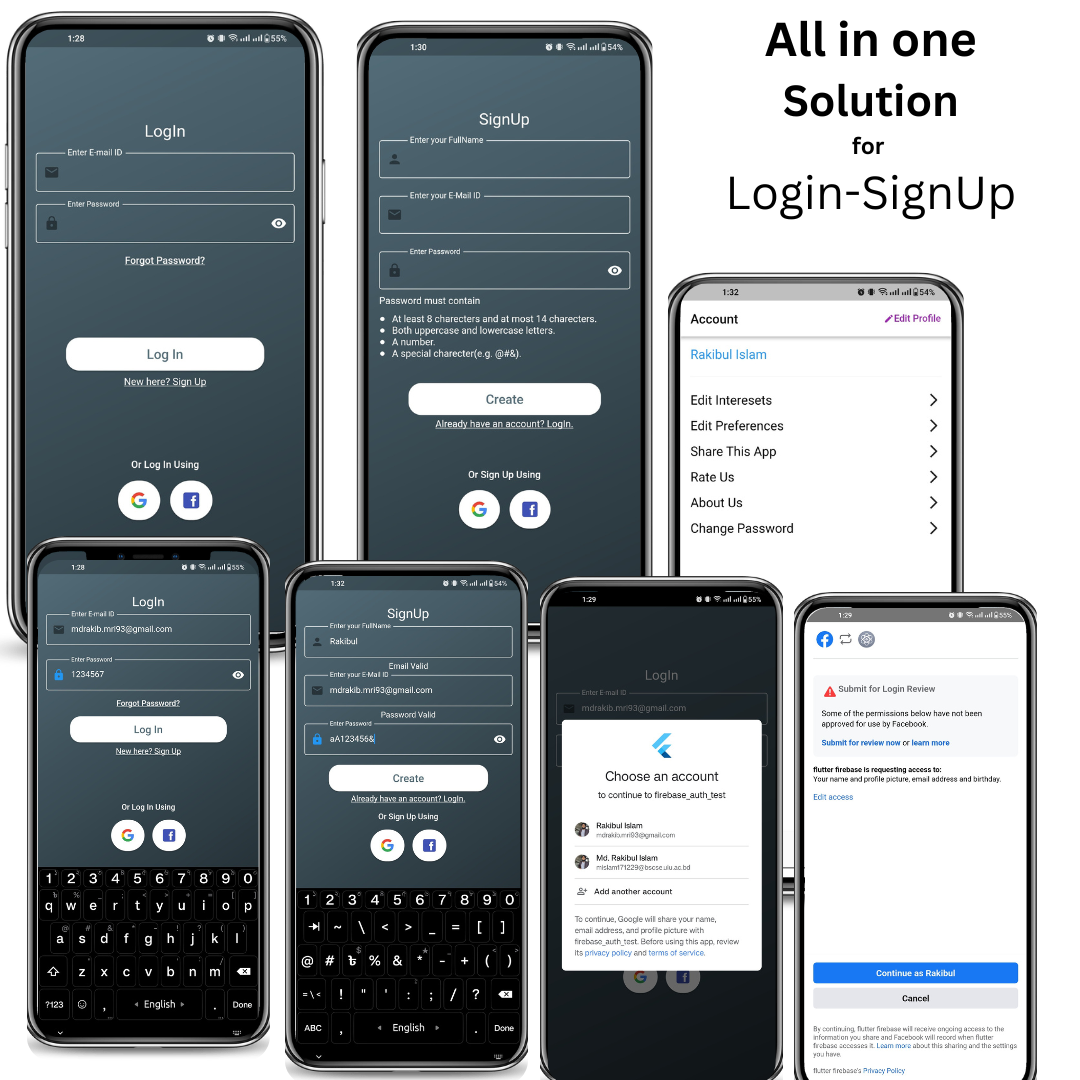 All in one
Solution
for
Login-SignUp
1:28
55%
LogIn
Enter E-mail ID
Enter Password
Forgot Password?
Log In
New here? Sign Up
Or Log In Using
1:30
54%
SignUp
Enter your FullName
Enter your E-Mail ID
Enter Password
Password must contain
At least 8 charecters and at most 14 charecters.
Both uppercase and lowercase letters.
A number.
A special charecter(e.g. @#&).
Create
Already have an account? LogIn.
Or Sign Up Using
1:32
54%
Account
Edit Profile
Rakibul Islam
Edit Interesets
Edit Preferences
Share This App
Rate Us
About Us
Change Password
1:28
55%
LogIn
Enter E-mail ID
mdrakib.mri93@gmail.com
Enter Password
1234567
Forgot Password?
Log In
New here? Sign Up
Or Log In Using
1 2 3 4 5 6 7 8 9 0
q w e r t y u i o p
a s d f g h j k l
z x c v b n m
?123 , English . Done
1:32
54%
SignUp
Enter your FullName
Rakibul
Email Valid
Enter your E-Mail ID
mdrakib.mri93@gmail.com
Password Valid
Enter Password
aA123456&
Create
Already have an account? LogIn.
Or Sign Up Using
1 2 3 4 5 6 7 8 9 0
~ \ < > _ = [ ]
@ # ৳ % & * - + ( )
=\< ! " ' : ; / ?
ABC , English . Done
1:29
55%
LogIn
Enter E-mail ID
mdrakib.mri93@gmail.com
Choose an account
to continue to firebase_auth_test
Rakibul Islam
mdrakib.mri93@gmail.com
Md. Rakibul Islam
mislam171229@bscse.uiu.ac.bd
Add another account
To continue, Google will share your name,
email address, and profile picture with
firebase_auth_test. Before using this app, review
its privacy policy and terms of service.
1:29
55%
Submit for Login Review
Some of the permissions below have not been
approved for use by Facebook.
Submit for review now or learn more
flutter firebase is requesting access to:
Your name and profile picture, email address and birthday.
Edit access
Continue as Rakibul
Cancel
By continuing, flutter firebase will receive ongoing access to the
information you share and Facebook will record when flutter
firebase accesses it. Learn more about this sharing and the settings
you have.
flutter firebase's Privacy Policy